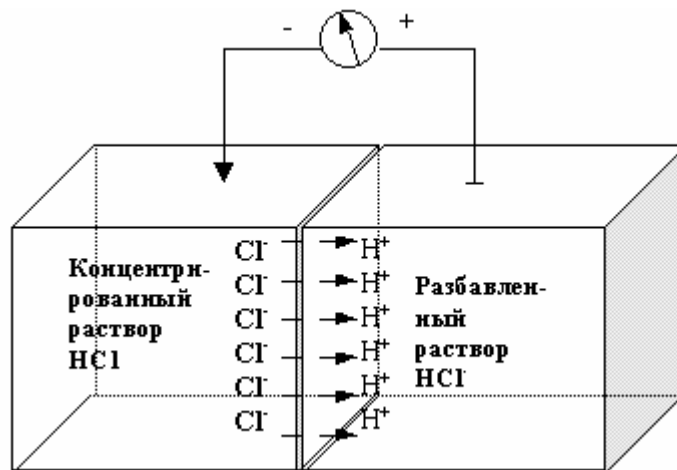 - +
Cl⁻ H⁺
Cl⁻ H⁺
Cl⁻ H⁺
Cl⁻ H⁺
Cl⁻ H⁺
Cl⁻ H⁺
Концентри-
рованный
раствор
HCl
Разбавлен-
ный
раствор
HCl